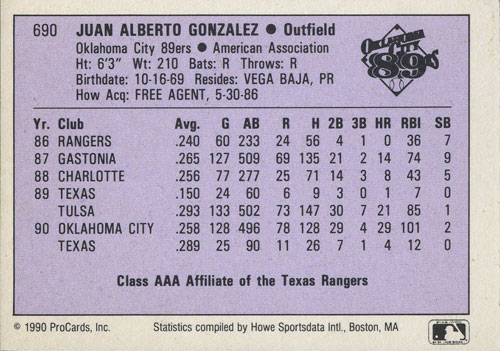 690 JUAN ALBERTO GONZALEZ ● Outfield
Oklahoma City 89ers ● American Association
Ht: 6'3" Wt: 210 Bats: R Throws: R
Birthdate: 10-16-69 Resides: VEGA BAJA, PR
How Acq: FREE AGENT, 5-30-86
OKLAHOMA
CITY
89ERS
Yr. Club Avg. G AB R H 2B 3B HR RBI SB
86 RANGERS .240 60 233 24 56 4 1 0 36 7
87 GASTONIA .265 127 509 69 135 21 2 14 74 9
88 CHARLOTTE .256 77 277 25 71 14 3 8 43 5
89 TEXAS .150 24 60 6 9 3 0 1 7 0
TULSA .293 133 502 73 147 30 7 21 85 1
90 OKLAHOMA CITY .258 128 496 78 128 29 4 29 101 2
TEXAS .289 25 90 11 26 7 1 4 12 0
Class AAA Affiliate of the Texas Rangers
© 1990 ProCards, Inc. Statistics compiled by Howe Sportsdata Intl., Boston, MA